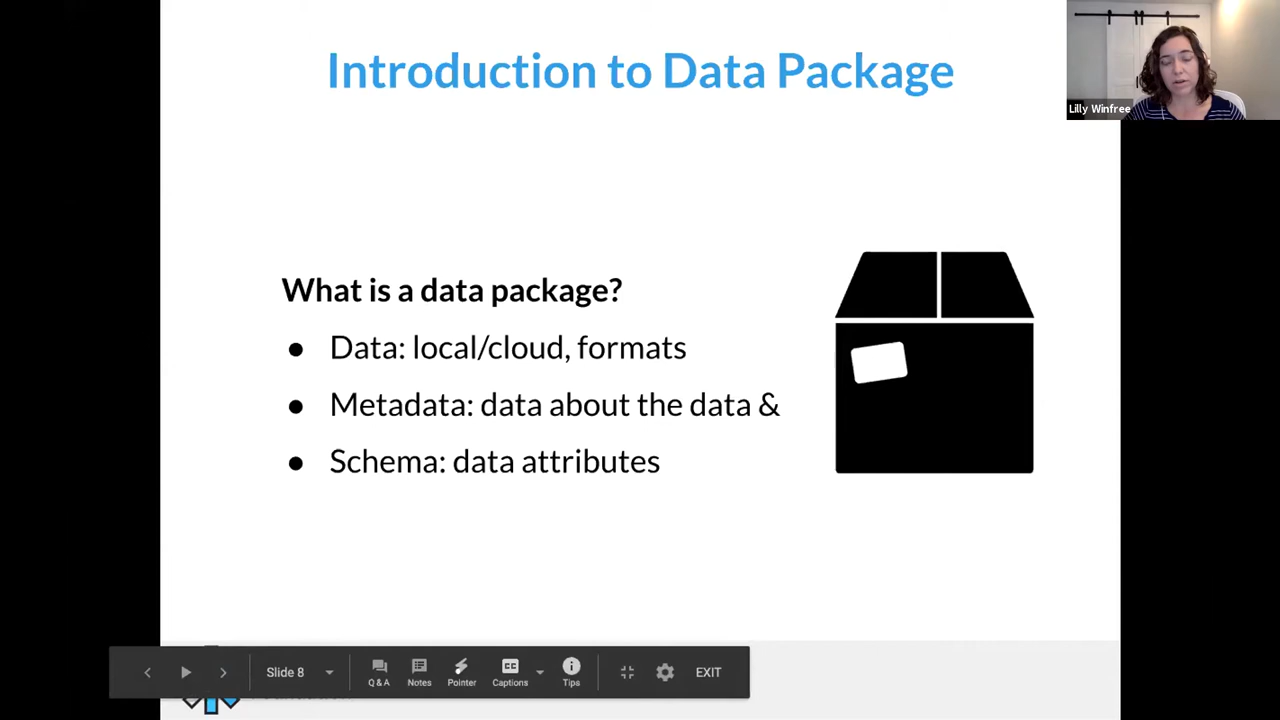 Introduction to Data Package
Lilly Winfree
What is a data package?
● Data: local/cloud, formats
● Metadata: data about the data &
● Schema: data attributes
Slide 8
Q & A
Notes
Pointer
CC
Captions
Tips
EXIT